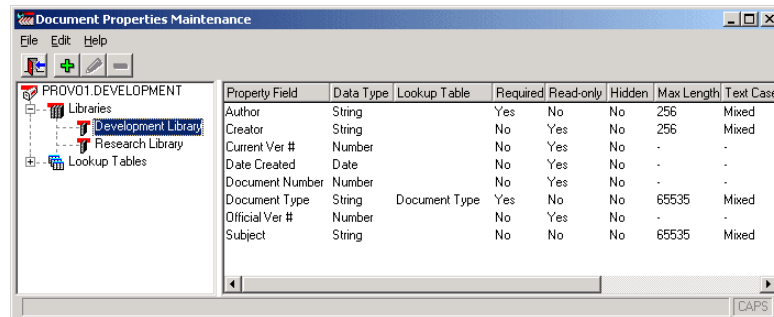 Document Properties Maintenance
File Edit Help
PROVO1.DEVELOPMENT
Libraries
Development Library
Research Library
Lookup Tables
Property Field Data Type Lookup Table Required Read-only Hidden Max Length Text Case
Author String Yes No No 256 Mixed
Creator String No Yes No 256 Mixed
Current Ver # Number No Yes No - -
Date Created Date No Yes No - -
Document Number Number No Yes No - -
Document Type String Document Type Yes No No 65535 Mixed
Official Ver # Number No Yes No - -
Subject String No No No 65535 Mixed
CAPS